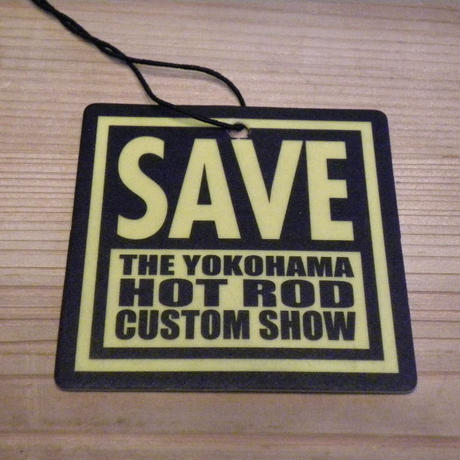 SAVE
THE YOKOHAMA
HOT ROD
CUSTOM SHOW